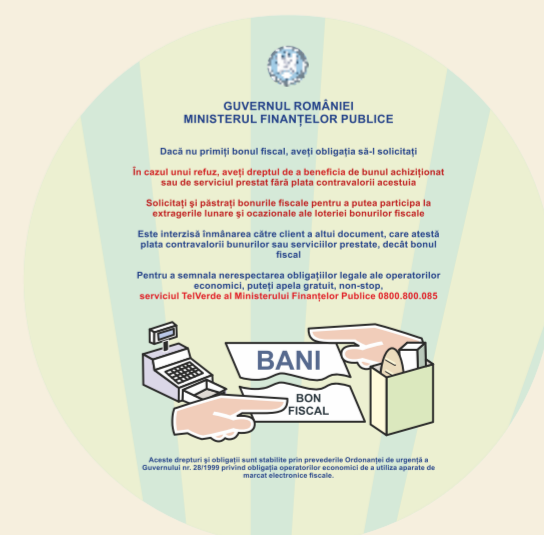 GUVERNUL ROMÂNIEI
MINISTERUL FINANȚELOR PUBLICE
Dacă nu primiți bonul fiscal, aveți obligația să-l solicitați
În cazul unui refuz, aveți dreptul de a beneficia de bunul achiziționat
sau de serviciul prestat fără plata contravalorii acestuia
Solicitați și păstrați bonurile fiscale pentru a putea participa la
extragerile lunare și ocazionale ale loteriei bonurilor fiscale
Este interzisă înmânarea către client a altui document, care atestă
plata contravalorii bunurilor sau serviciilor prestate, decât bonul
fiscal
Pentru a semnala nerespectarea obligațiilor legale ale operatorilor
economici, puteți apela gratuit, non-stop,
serviciul TelVerde al Ministerului Finanțelor Publice 0800.800.085
BANI
BON
FISCAL
Aceste drepturi și obligații sunt stabilite prin prevederile Ordonanței de urgență a
Guvernului nr. 28/1999 privind obligația operatorilor economici de a utiliza aparate de
marcat electronice fiscale.